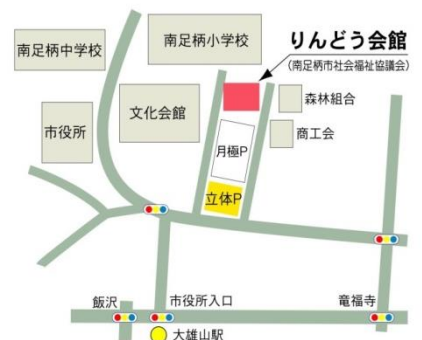 南足柄小学校
りんどう会館
(南足柄市社会福祉協議会)
南足柄中学校
森林組合
文化会館
市役所
商工会
月極P
立体P
飯沢
市役所入口
竜福寺
大雄山駅